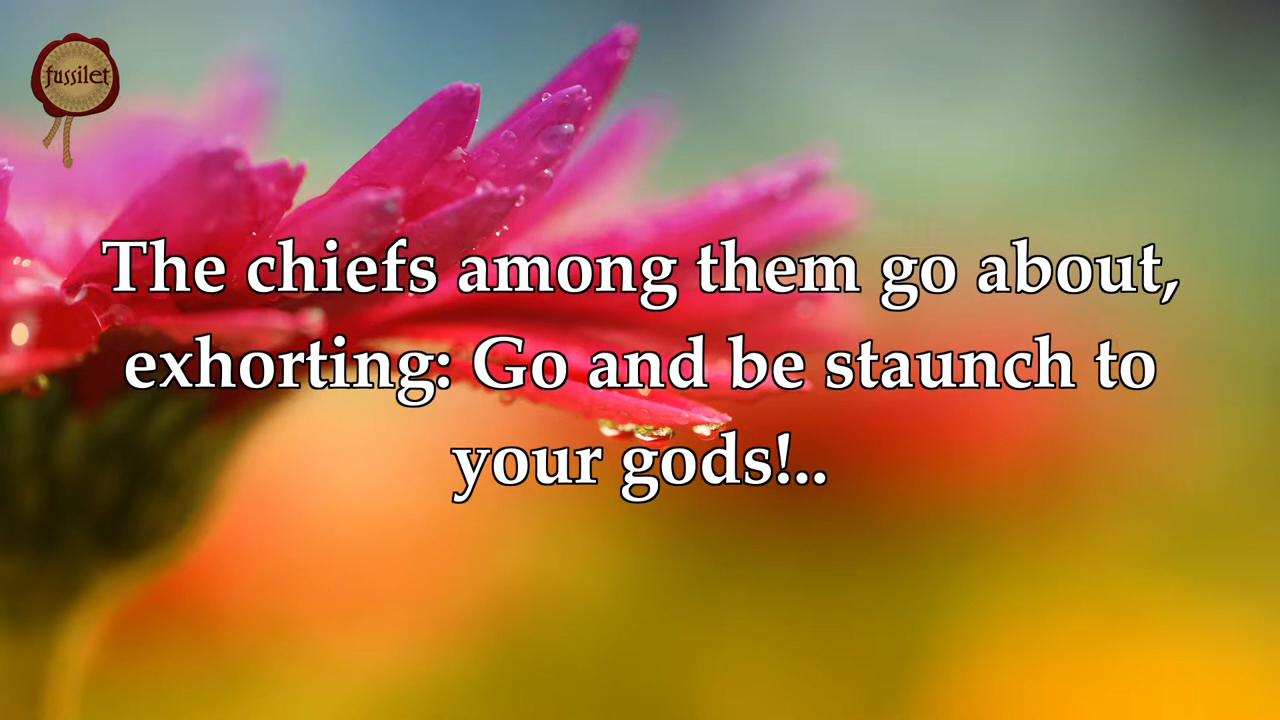 fussilet
The chiefs among them go about,
exhorting: Go and be staunch to
your gods!..